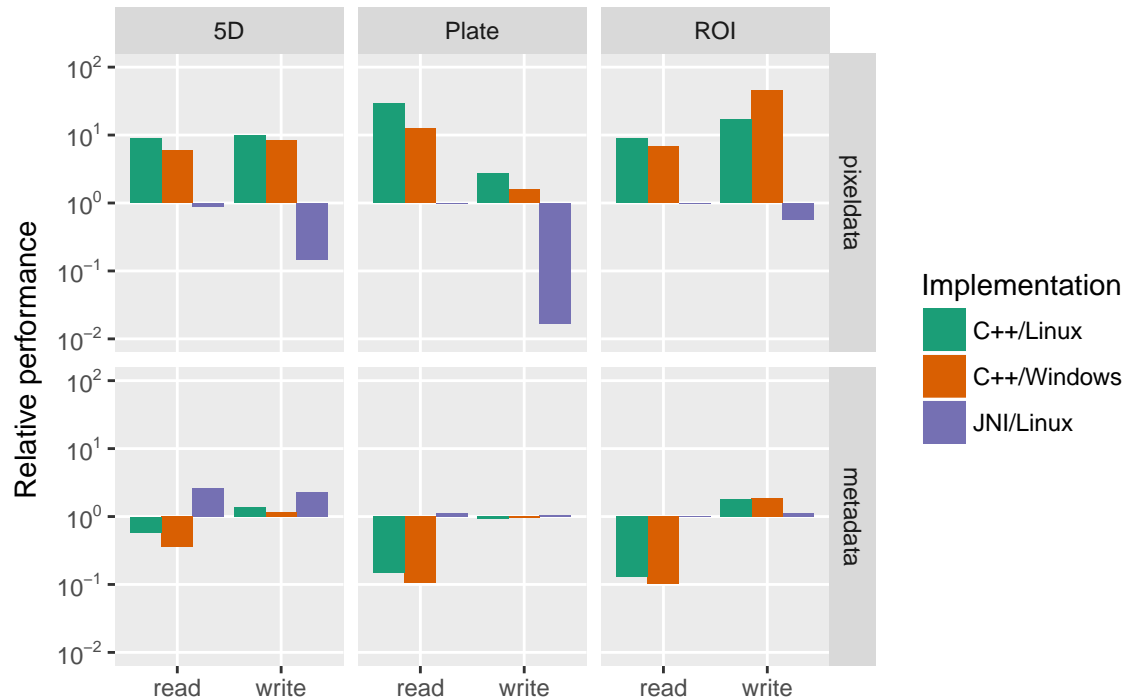 5D Plate ROI
10²
10¹
10⁰
10⁻¹
10⁻²
pixeldata
10²
10¹
10⁰
10⁻¹
10⁻²
metadata
Relative performance
read write read write read write
Implementation
C++/Linux
C++/Windows
JNI/Linux